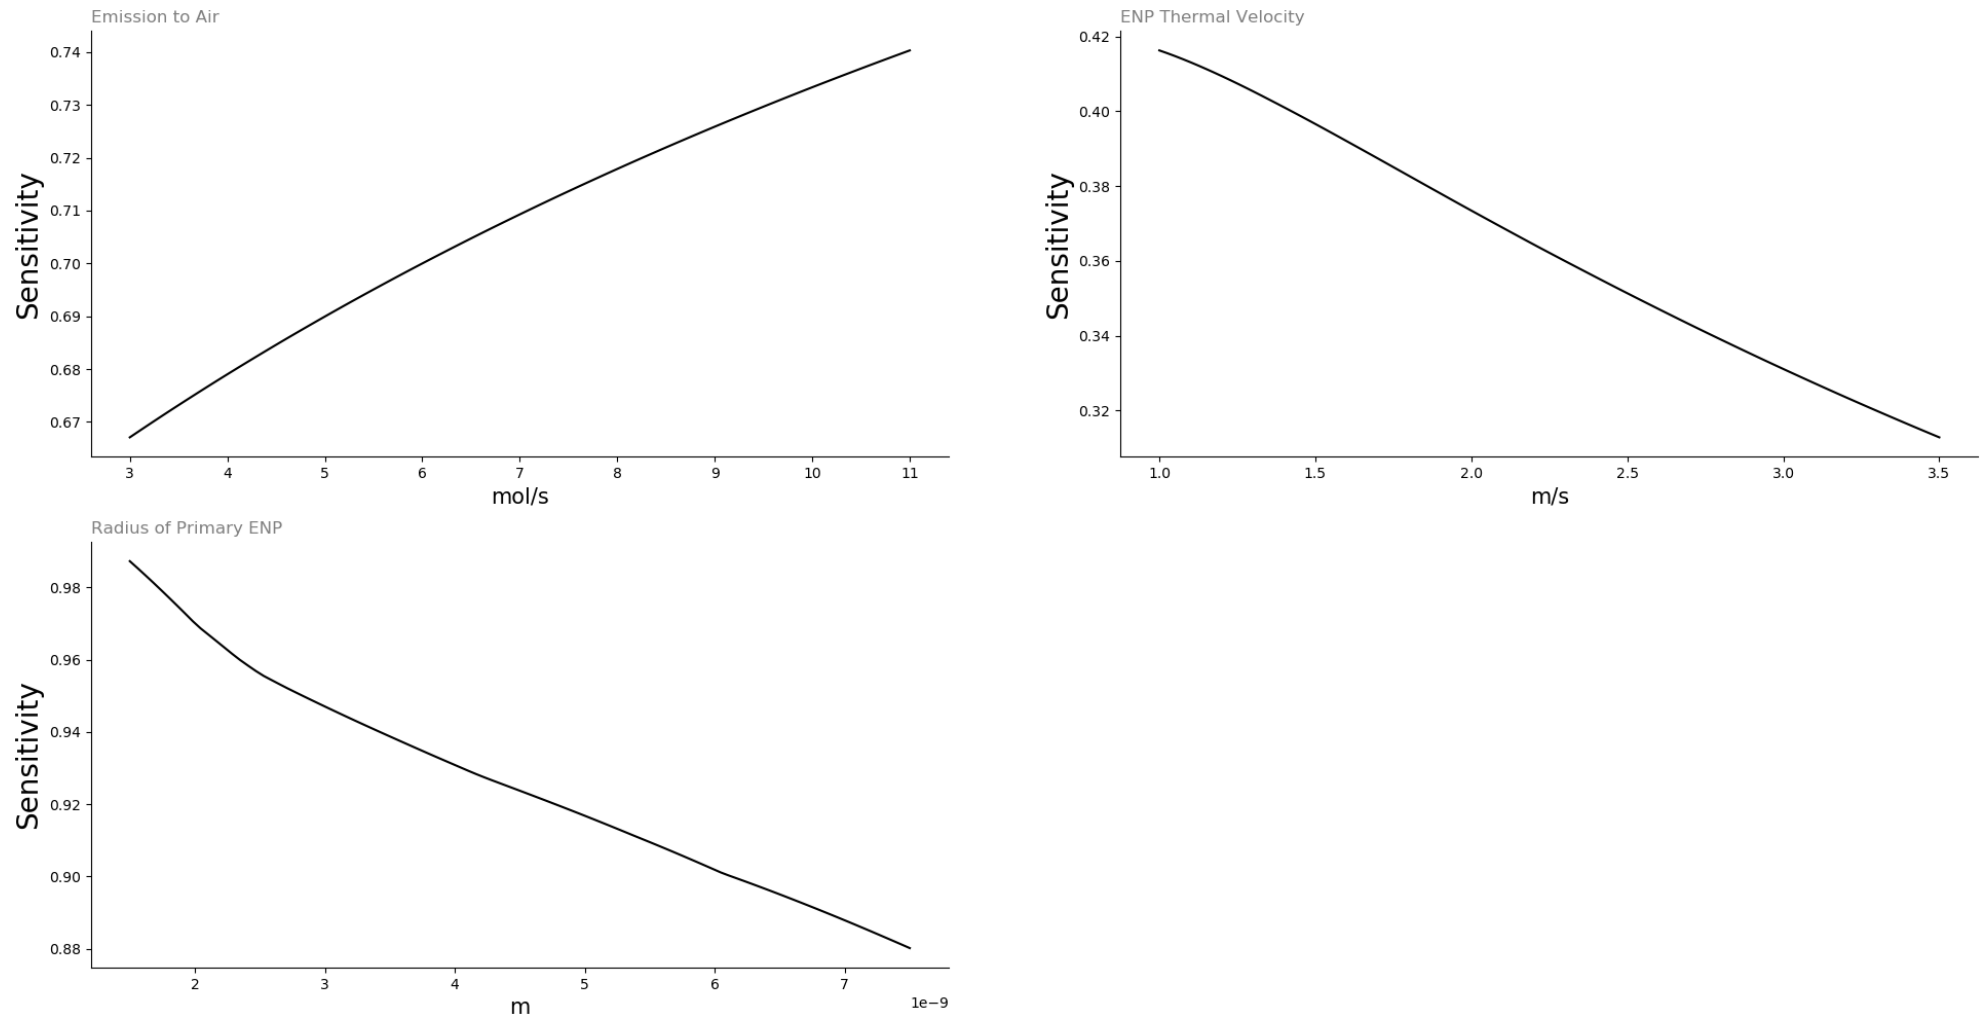 Emission to Air
0.74
0.73
0.72
0.71
0.70
0.69
0.68
0.67
Sensitivity
3 4 5 6 7 8 9 10 11
mol/s
ENP Thermal Velocity
0.42
0.40
0.38
0.36
0.34
0.32
Sensitivity
1.0 1.5 2.0 2.5 3.0 3.5
m/s
Radius of Primary ENP
0.98
0.96
0.94
0.92
0.90
0.88
Sensitivity
2 3 4 5 6 7
1e−9
m